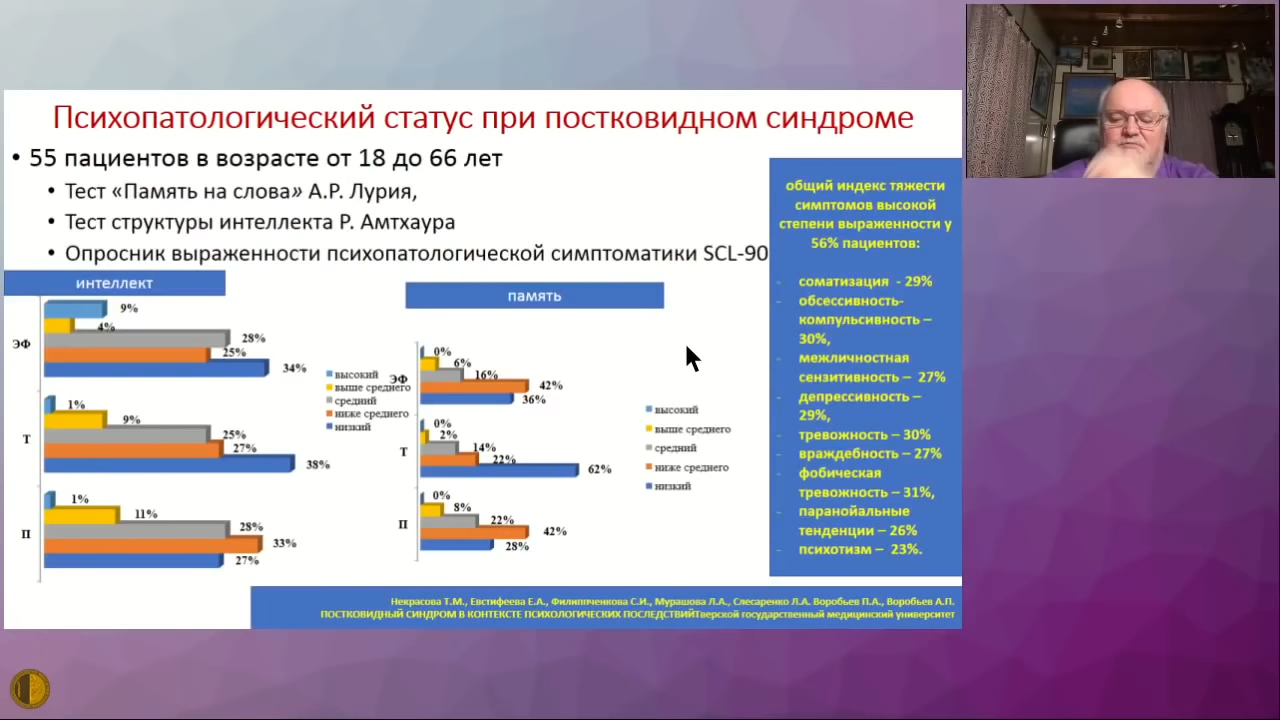 Психопатологический статус при постковидном синдроме
• 55 пациентов в возрасте от 18 до 66 лет
• Тест «Память на слова» А.Р. Лурия,
• Тест структуры интеллекта Р. Амтхаура
• Опросник выраженности психопатологической симптоматики SCL-90
интеллект
ЭФ
9%
4%
28%
25%
34%
Т
1%
9%
25%
27%
38%
П
1%
11%
28%
33%
27%
высокий
выше среднего
средний
ниже среднего
низкий
память
ЭФ
0%
6%
16%
42%
36%
Т
0%
2%
14%
22%
62%
П
0%
8%
22%
42%
28%
высокий
выше среднего
средний
ниже среднего
низкий
общий индекс тяжести
симптомов высокой
степени выраженности у
56% пациентов:
- соматизация - 29%
- обсессивность-
компульсивность –
30%,
- межличностная
сензитивность – 27%
- депрессивность –
29%,
- тревожность – 30%
- враждебность – 27%
- фобическая
тревожность – 31%,
- паранойальные
тенденции – 26%
- психотизм – 23%.
Некрасова Т.М., Евстифеева Е.А., Филиппченкова С.И., Мурашова Л.А., Слесаренко Л.А. Воробьев П.А., Воробьев А.П.
ПОСТКОВИДНЫЙ СИНДРОМ В КОНТЕКСТЕ ПСИХОЛОГИЧЕСКИХ ПОСЛЕДСТВИЙТверской государственный медицинский университет